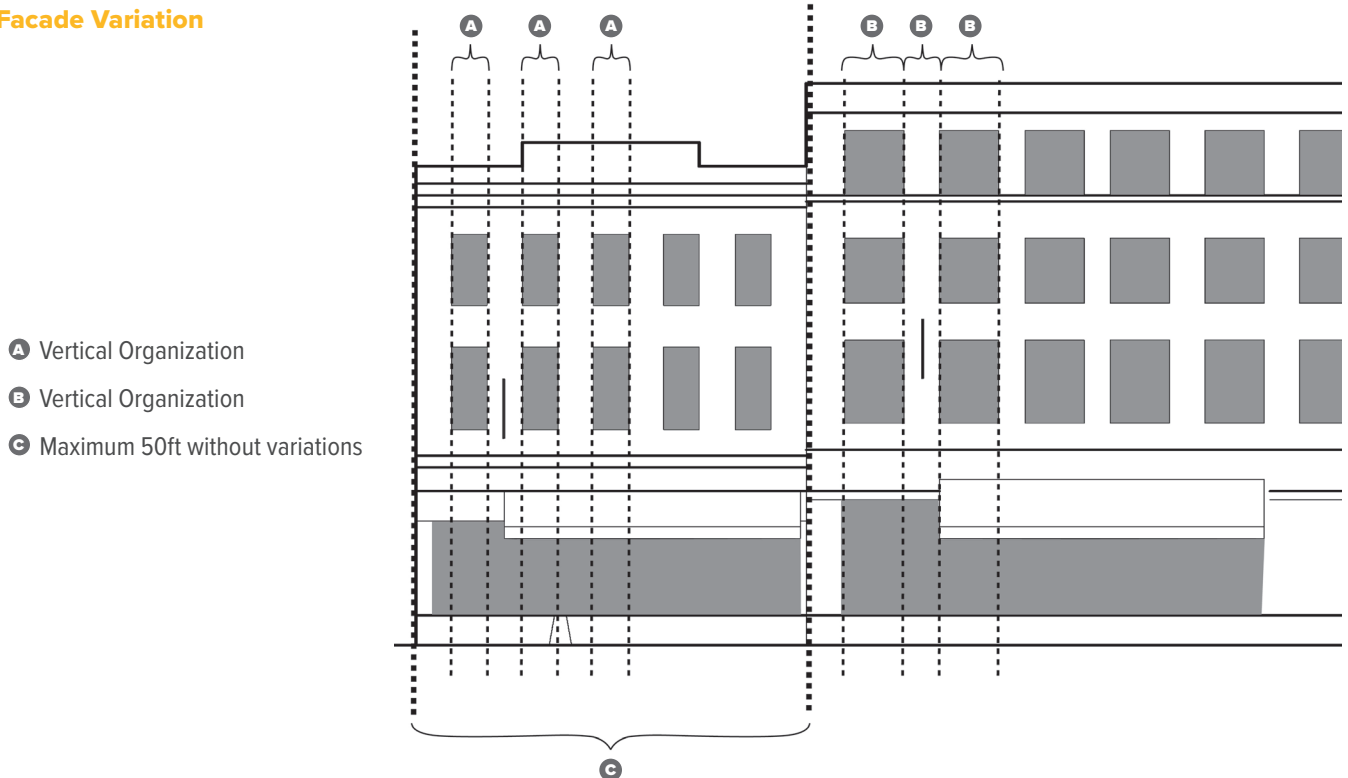 Facade Variation
A A A B B B
A Vertical Organization
B Vertical Organization
C Maximum 50ft without variations
C